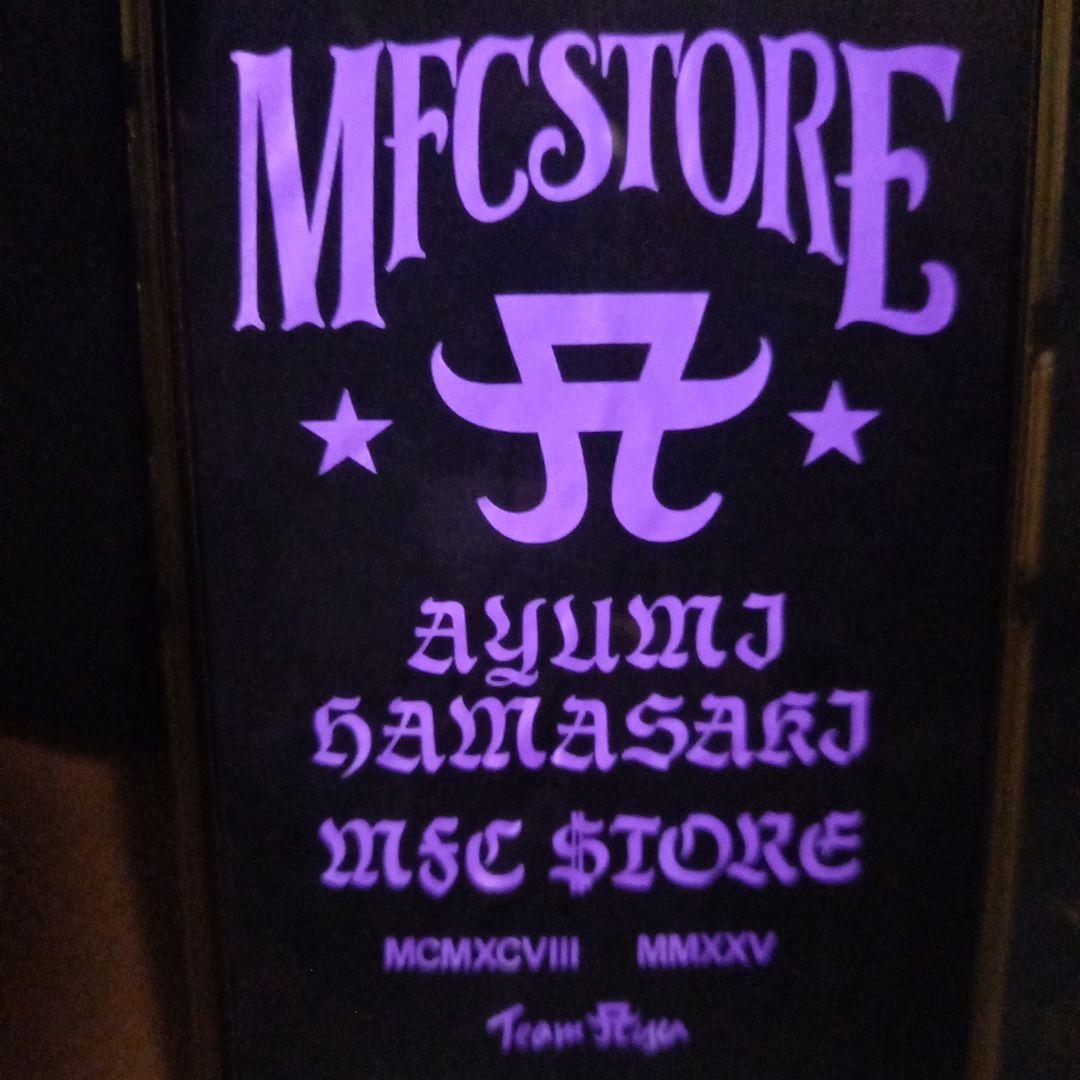 MFCSTORE
AYUMI
HAMASAKI
MFC $TORE
MCMXCVIII MMXXV
Team Ayu